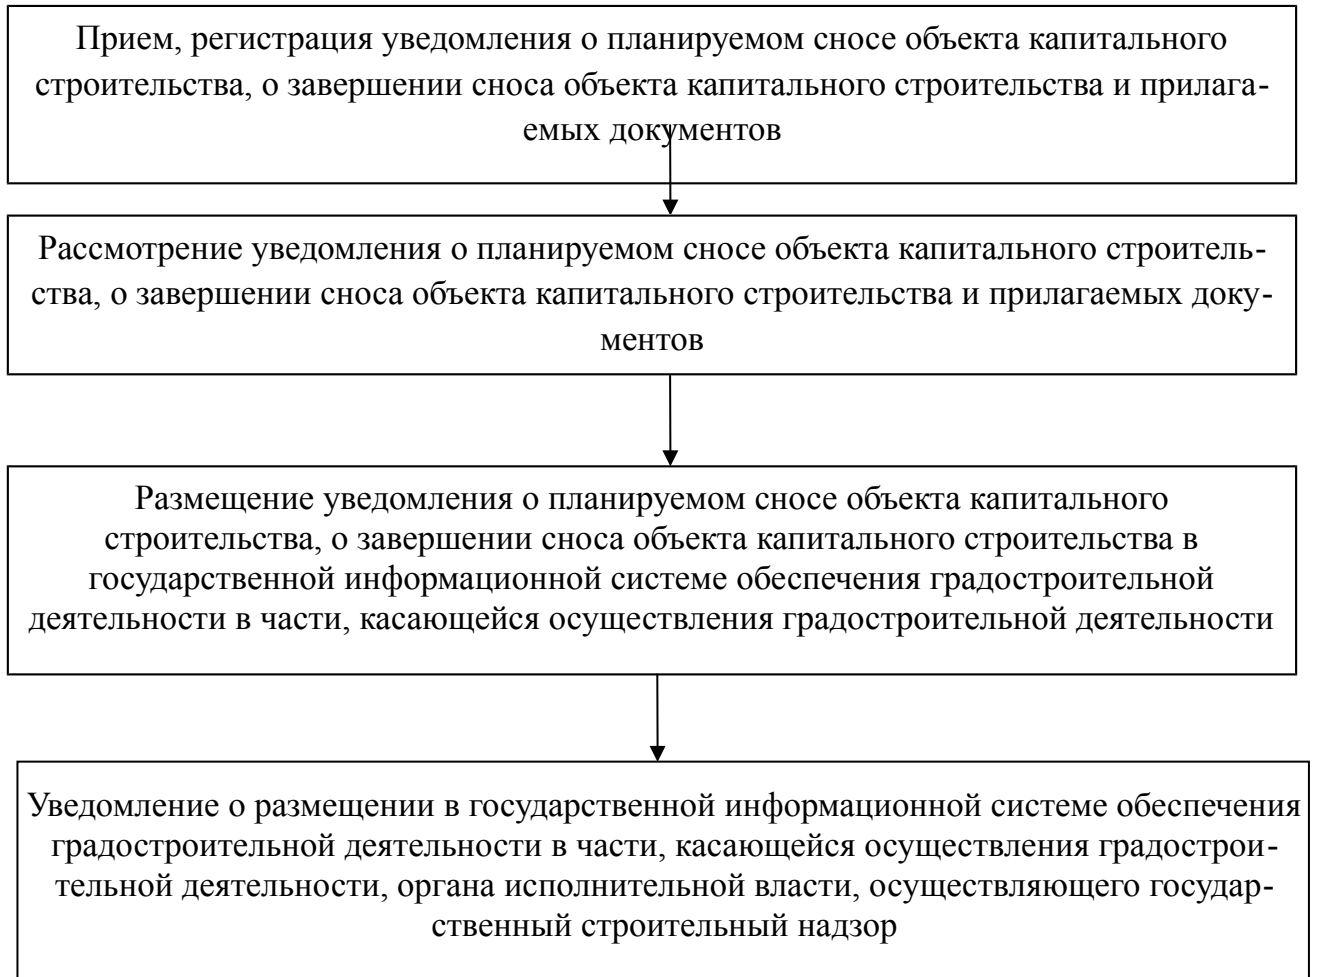 Прием, регистрация уведомления о планируемом сносе объекта капитального
строительства, о завершении сноса объекта капитального строительства и прилага-
емых документов
Рассмотрение уведомления о планируемом сносе объекта капитального строитель-
ства, о завершении сноса объекта капитального строительства и прилагаемых доку-
ментов
Размещение уведомления о планируемом сносе объекта капитального
строительства, о завершении сноса объекта капитального строительства в
государственной информационной системе обеспечения градостроительной
деятельности в части, касающейся осуществления градостроительной деятельности
Уведомление о размещении в государственной информационной системе обеспечения
градостроительной деятельности в части, касающейся осуществления градострои-
тельной деятельности, органа исполнительной власти, осуществляющего государ-
ственный строительный надзор